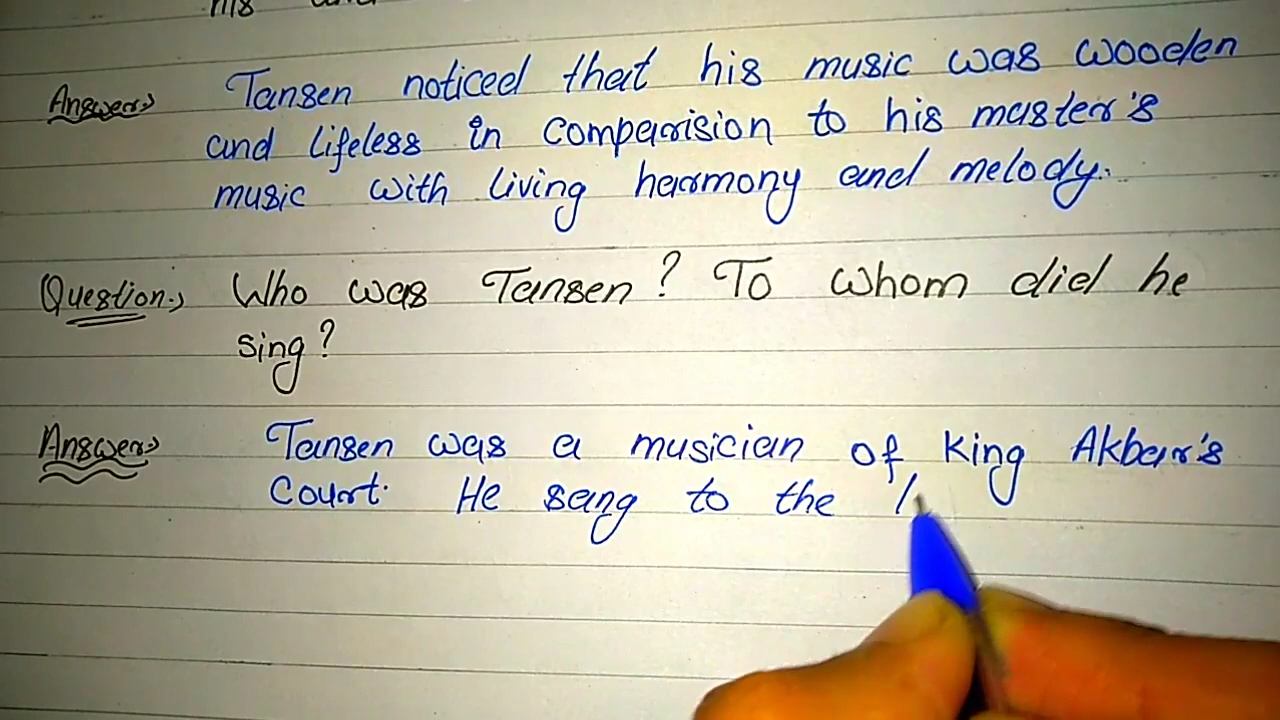 Answer:→ Tansen noticed that his music was wooden
and lifeless in comparision to his master's
music with living harmony and melody.
Question:→ Who was Tansen? To whom did he
sing?
Answer:→ Tansen was a musician of King Akbar's
Court. He sang to the